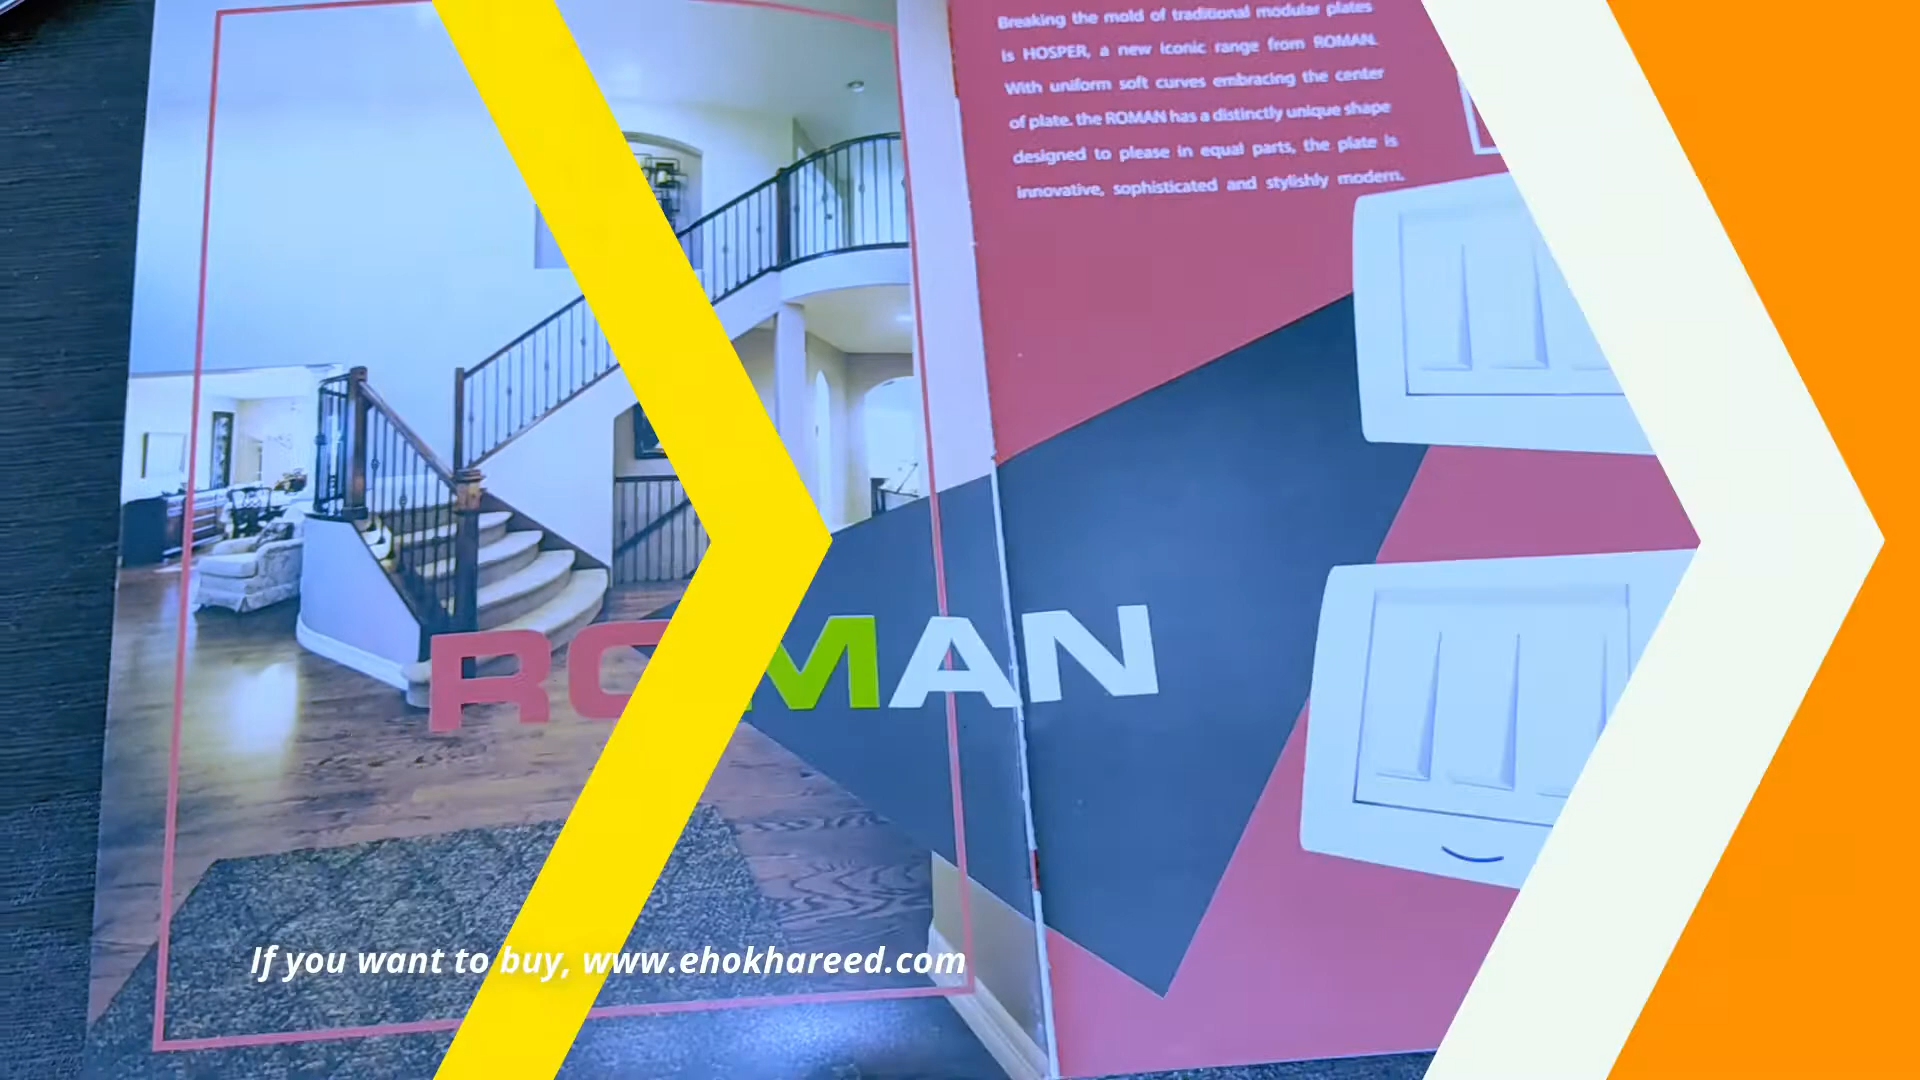 Breaking the mold of traditional modular plates
is HOSPER, a new iconic range from ROMAN.
With uniform soft curves embracing the center
of plate. the ROMAN has a distinctly unique shape
designed to please in equal parts, the plate is
innovative, sophisticated and stylishly modern.
ROMAN
If you want to buy, www.ehokhareed.com